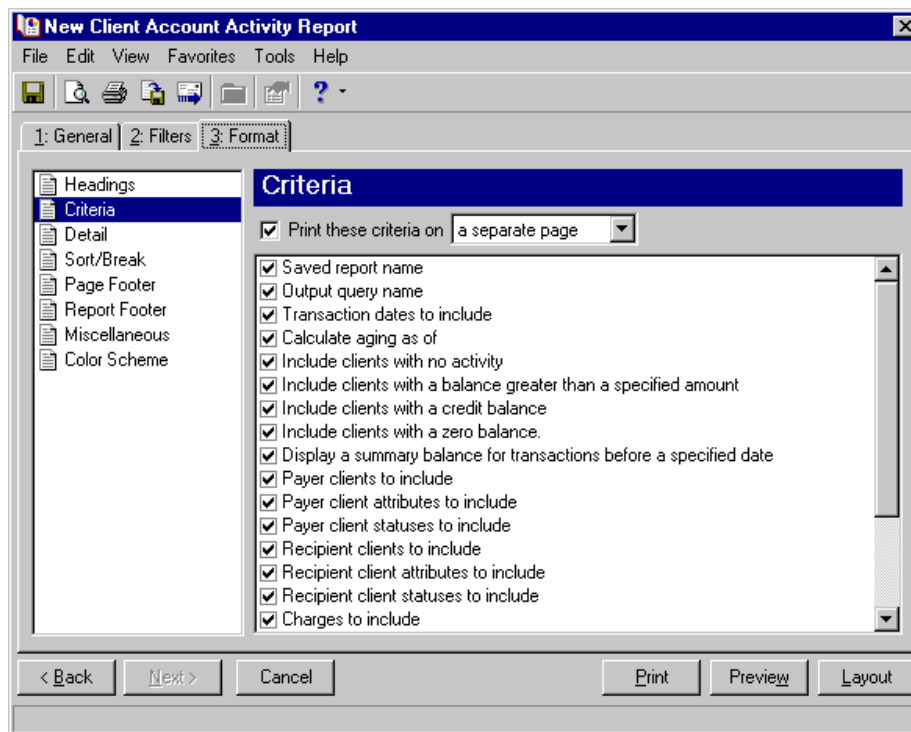 New Client Account Activity Report
File Edit View Favorites Tools Help
?
1: General 2: Filters 3: Format
Headings
Criteria
Detail
Sort/Break
Page Footer
Report Footer
Miscellaneous
Color Scheme
Criteria
Print these criteria on a separate page
Saved report name
Output query name
Transaction dates to include
Calculate aging as of
Include clients with no activity
Include clients with a balance greater than a specified amount
Include clients with a credit balance
Include clients with a zero balance.
Display a summary balance for transactions before a specified date
Payer clients to include
Payer client attributes to include
Payer client statuses to include
Recipient clients to include
Recipient client attributes to include
Recipient client statuses to include
Charges to include
< Back Next > Cancel Print Preview Layout